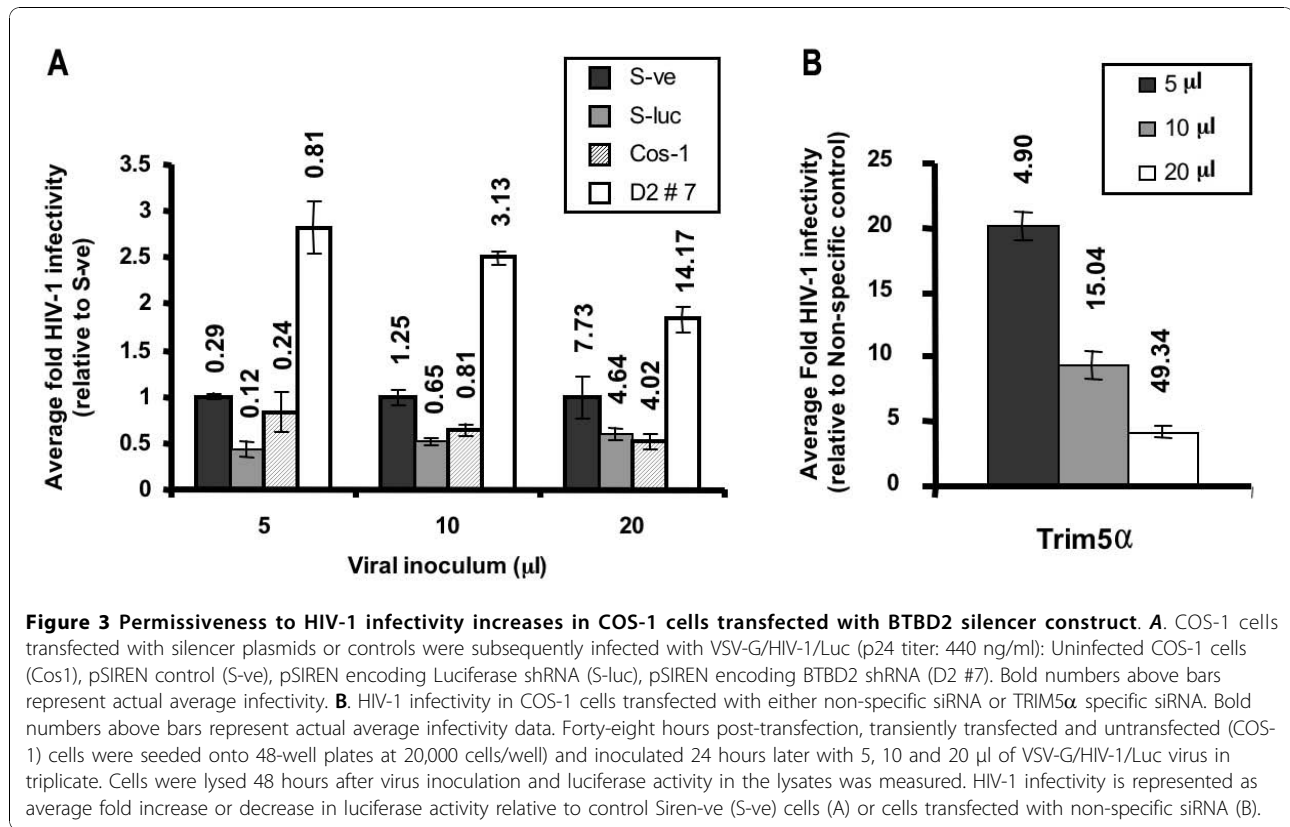 A
S-ve
S-luc
Cos-1
D2 # 7
Average fold HIV-1 infectivity
(relative to S-ve)
3.5
3
2.5
2
1.5
1
0.5
0
0.29
0.12
0.24
0.81
1.25
0.65
0.81
3.13
7.73
4.64
4.02
14.17
5
10
20
Viral inoculum (µl)
B
5 µl
10 µl
20 µl
Average Fold HIV-1 infectivity
(relative to Non-specific control)
25
20
15
10
5
0
4.90
15.04
49.34
Trim5α
Figure 3 Permissiveness to HIV-1 infectivity increases in COS-1 cells transfected with BTBD2 silencer construct. A. COS-1 cells
transfected with silencer plasmids or controls were subsequently infected with VSV-G/HIV-1/Luc (p24 titer: 440 ng/ml): Uninfected COS-1 cells
(Cos1), pSIREN control (S-ve), pSIREN encoding Luciferase shRNA (S-luc), pSIREN encoding BTBD2 shRNA (D2 #7). Bold numbers above bars
represent actual average infectivity. B. HIV-1 infectivity in COS-1 cells transfected with either non-specific siRNA or TRIM5α specific siRNA. Bold
numbers above bars represent actual average infectivity data. Forty-eight hours post-transfection, transiently transfected and untransfected (COS-
1) cells were seeded onto 48-well plates at 20,000 cells/well) and inoculated 24 hours later with 5, 10 and 20 μl of VSV-G/HIV-1/Luc virus in
triplicate. Cells were lysed 48 hours after virus inoculation and luciferase activity in the lysates was measured. HIV-1 infectivity is represented as
average fold increase or decrease in luciferase activity relative to control Siren-ve (S-ve) cells (A) or cells transfected with non-specific siRNA (B).